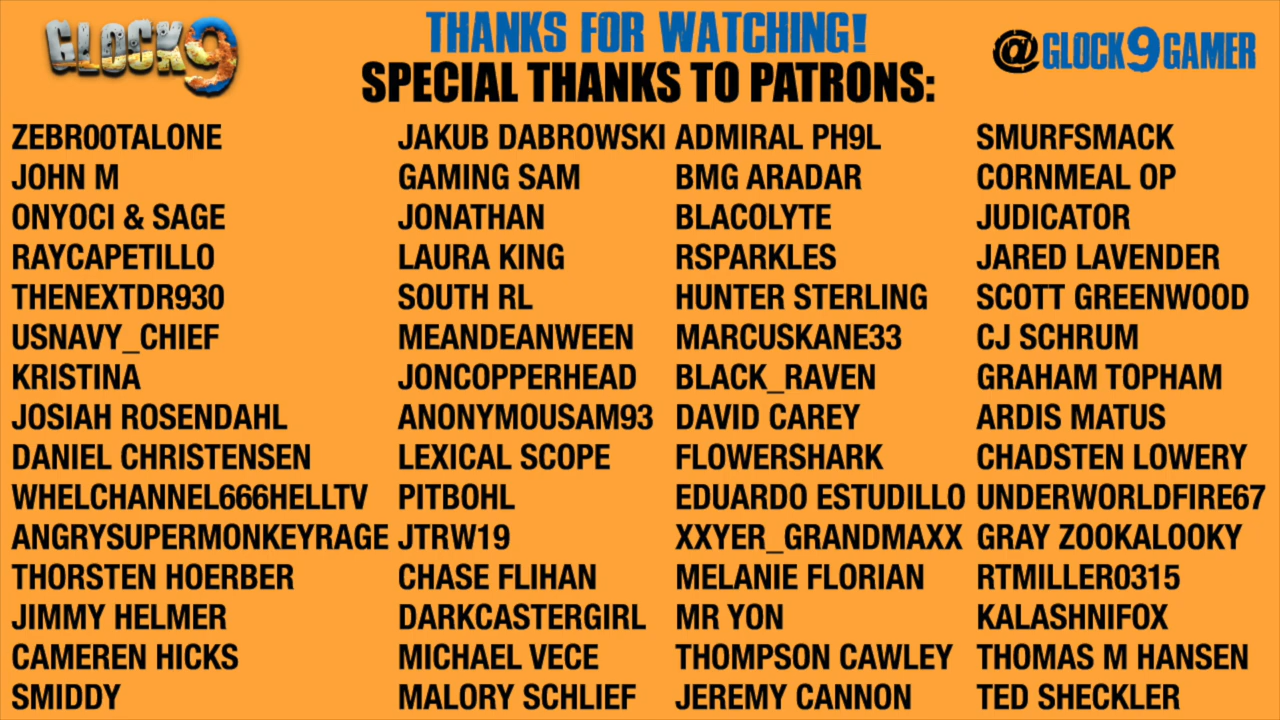 GLOCK9
THANKS FOR WATCHING!
@GLOCK9GAMER
SPECIAL THANKS TO PATRONS:
ZEBR00TALONE
JOHN M
ONYOCI & SAGE
RAYCAPETILLO
THENEXTDR930
USNAVY_CHIEF
KRISTINA
JOSIAH ROSENDAHL
DANIEL CHRISTENSEN
WHELCHANNEL666HELLTV
ANGRYSUPERMONKEYRAGE
THORSTEN HOERBER
JIMMY HELMER
CAMEREN HICKS
SMIDDY
JAKUB DABROWSKI
GAMING SAM
JONATHAN
LAURA KING
SOUTH RL
MEANDEANWEEN
JONCOPPERHEAD
ANONYMOUSAM93
LEXICAL SCOPE
PITBOHL
JTRW19
CHASE FLIHAN
DARKCASTERGIRL
MICHAEL VECE
MALORY SCHLIEF
ADMIRAL PH9L
BMG ARADAR
BLACOLYTE
RSPARKLES
HUNTER STERLING
MARCUSKANE33
BLACK_RAVEN
DAVID CAREY
FLOWERSHARK
EDUARDO ESTUDILLO
XXYER_GRANDMAXX
MELANIE FLORIAN
MR YON
THOMPSON CAWLEY
JEREMY CANNON
SMURFSMACK
CORNMEAL OP
JUDICATOR
JARED LAVENDER
SCOTT GREENWOOD
CJ SCHRUM
GRAHAM TOPHAM
ARDIS MATUS
CHADSTEN LOWERY
UNDERWORLDFIRE67
GRAY ZOOKALOOKY
RTMILLER0315
KALASHNIFOX
THOMAS M HANSEN
TED SHECKLER